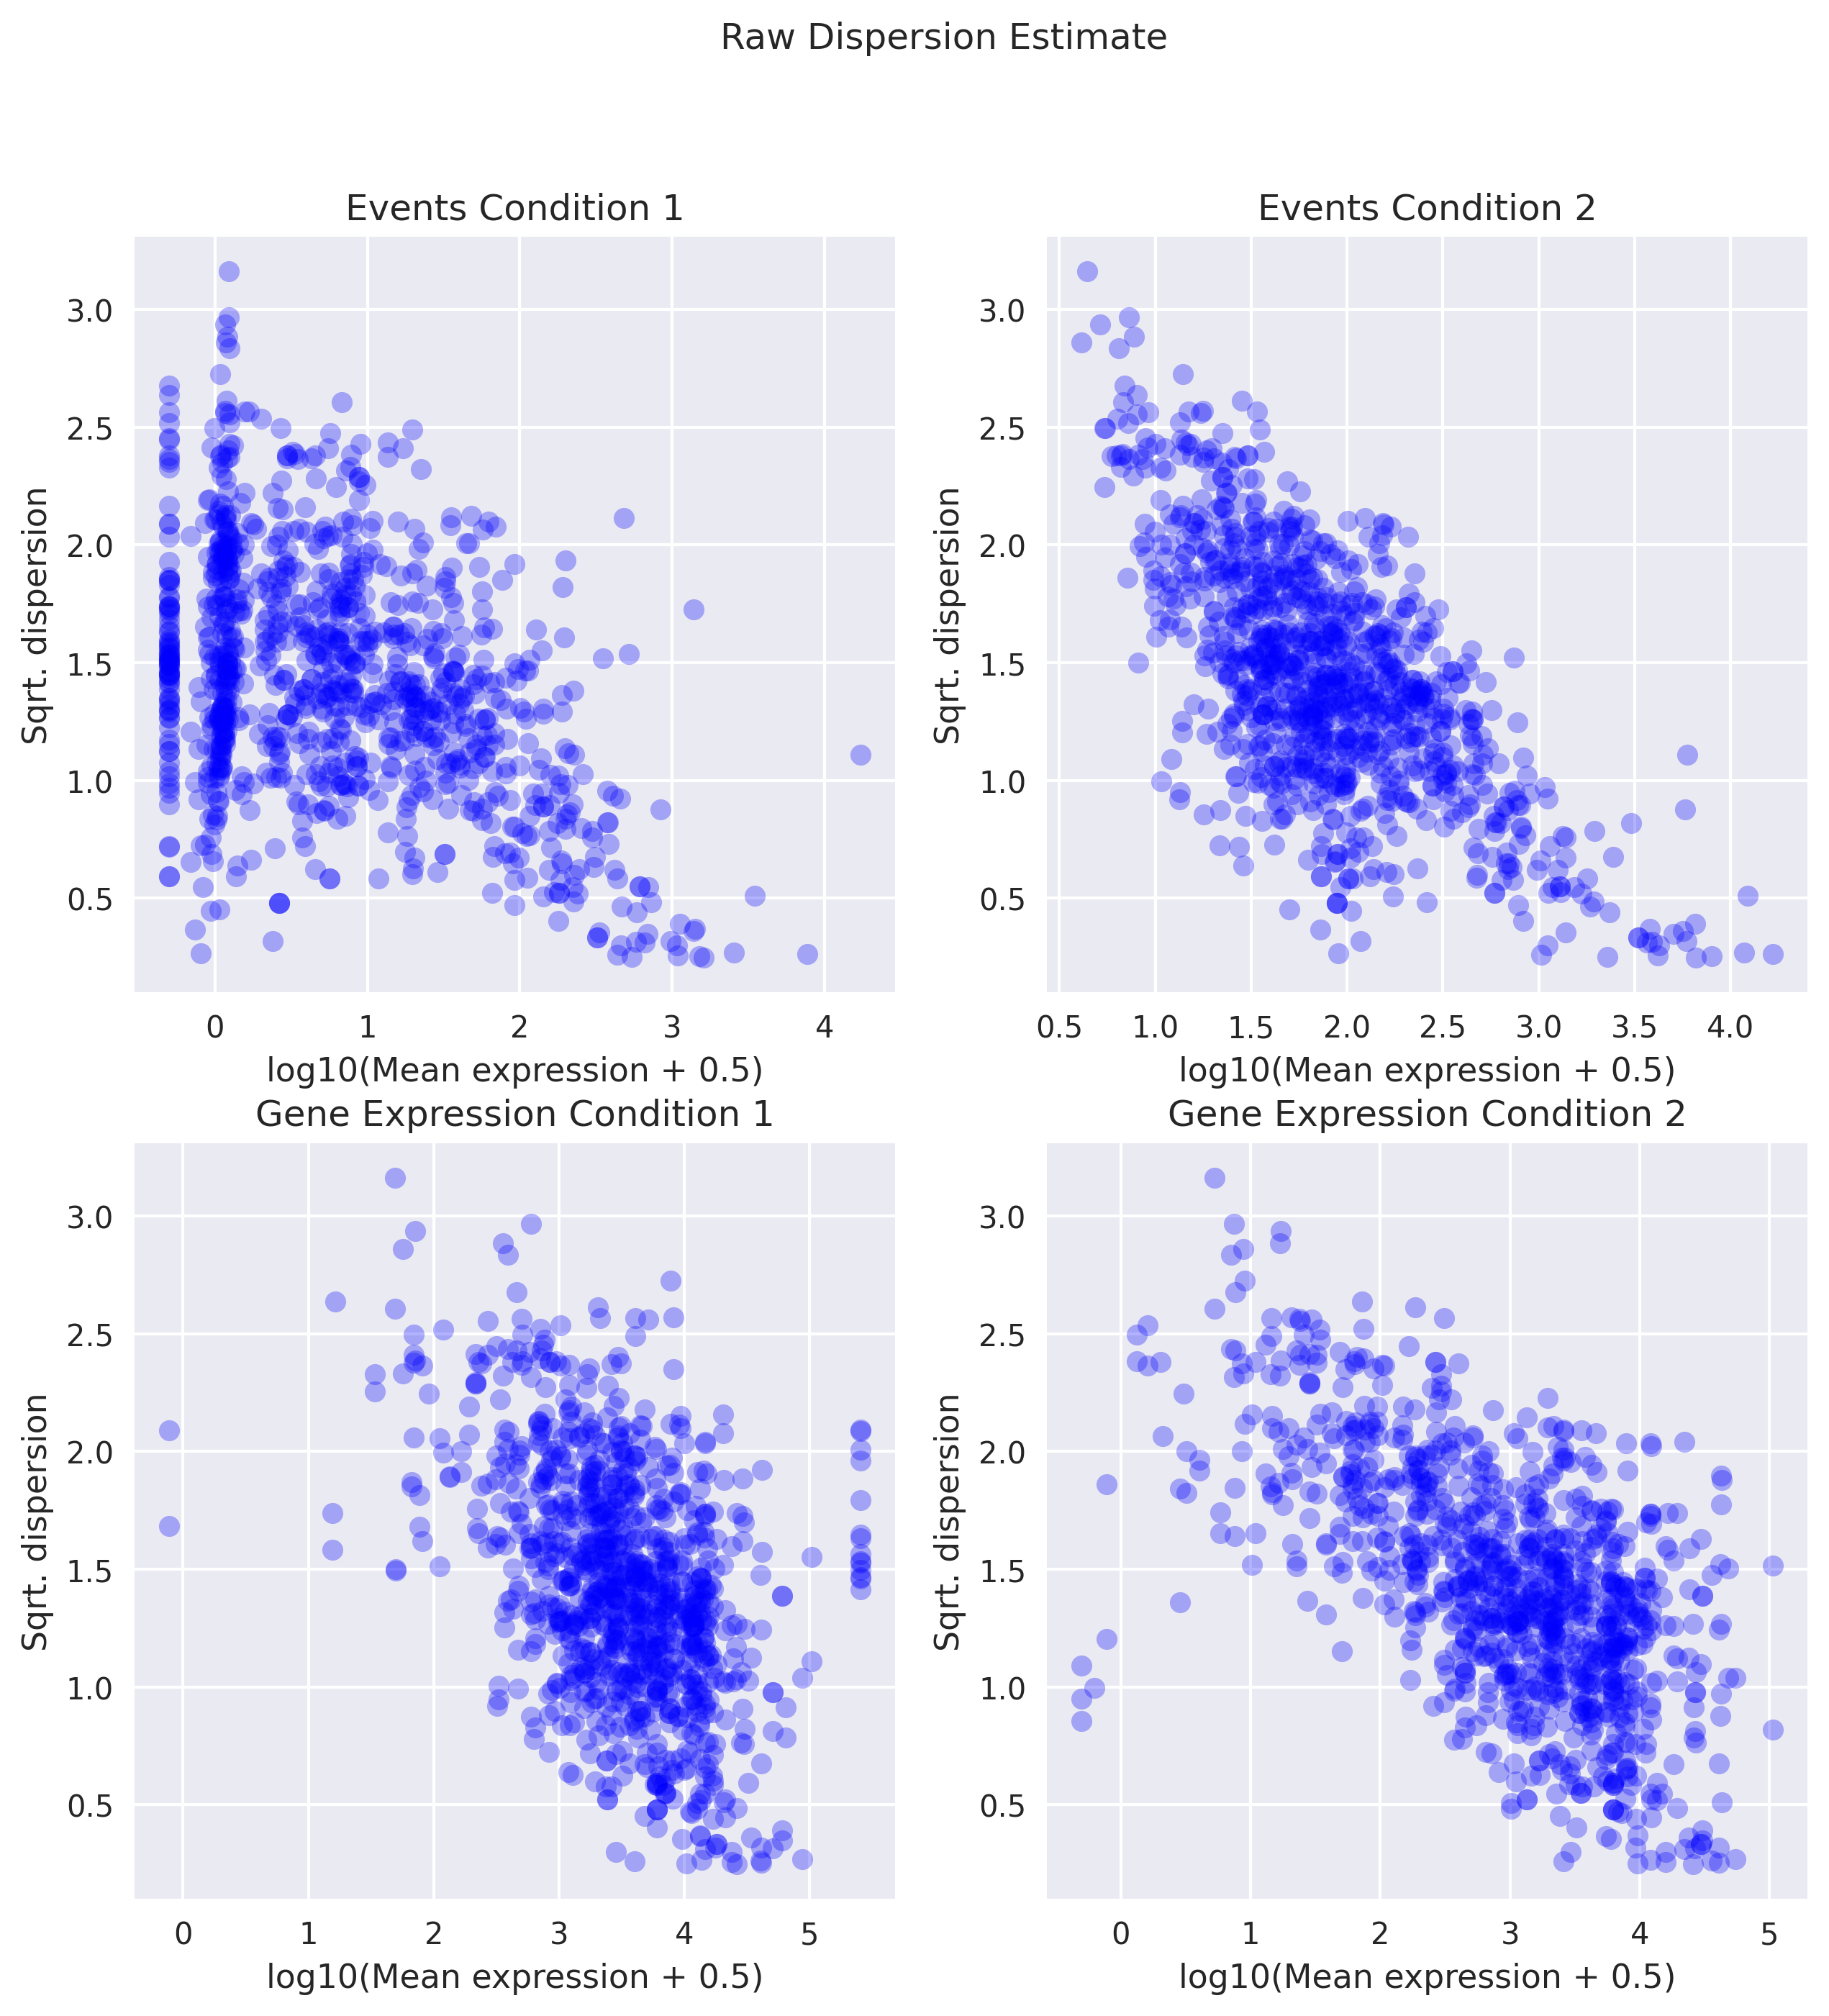 Raw Dispersion Estimate
Events Condition 1
3.0
2.5
2.0
1.5
1.0
0.5
Sqrt. dispersion
0 1 2 3 4
log10(Mean expression + 0.5)
Events Condition 2
3.0
2.5
2.0
1.5
1.0
0.5
Sqrt. dispersion
0.5 1.0 1.5 2.0 2.5 3.0 3.5 4.0
log10(Mean expression + 0.5)
Gene Expression Condition 1
3.0
2.5
2.0
1.5
1.0
0.5
Sqrt. dispersion
0 1 2 3 4 5
log10(Mean expression + 0.5)
Gene Expression Condition 2
3.0
2.5
2.0
1.5
1.0
0.5
Sqrt. dispersion
0 1 2 3 4 5
log10(Mean expression + 0.5)